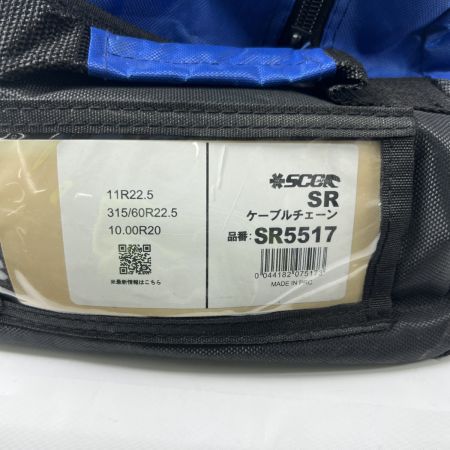 11R22.5
315/60R22.5
10.00R20
※最新情報はこちら
SCC
SR
ケーブルチェーン
品番: SR5517
MADE IN PRC